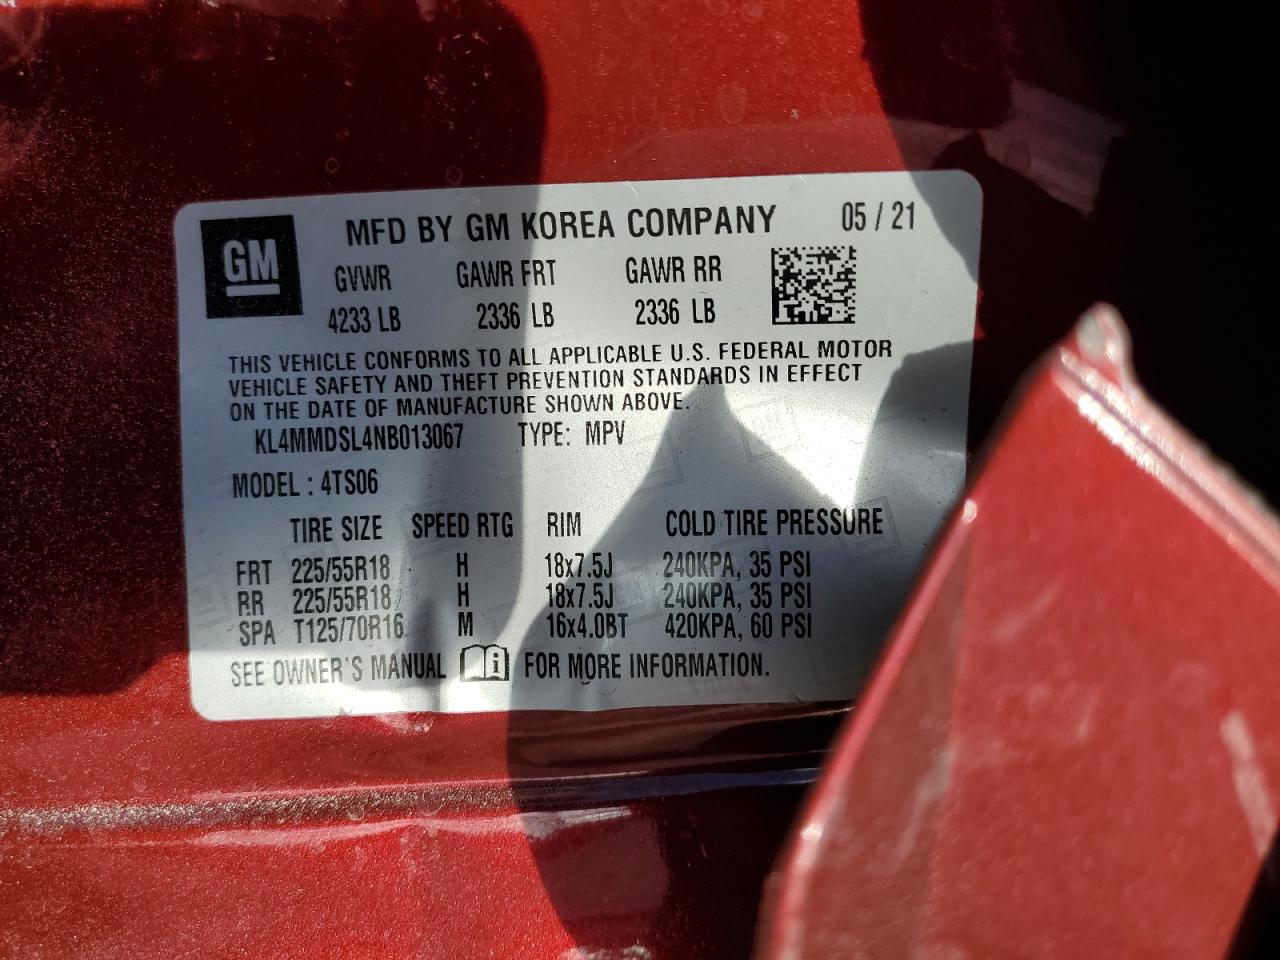 GM
MFD BY GM KOREA COMPANY 05 / 21
GVWR GAWR FRT GAWR RR
4233 LB 2336 LB 2336 LB
THIS VEHICLE CONFORMS TO ALL APPLICABLE U.S. FEDERAL MOTOR
VEHICLE SAFETY AND THEFT PREVENTION STANDARDS IN EFFECT
ON THE DATE OF MANUFACTURE SHOWN ABOVE.
KL4MMDSL4NB013067 TYPE: MPV
MODEL : 4TS06
TIRE SIZE SPEED RTG RIM COLD TIRE PRESSURE
FRT 225/55R18 H 18x7.5J 240KPA, 35 PSI
RR 225/55R18 H 18x7.5J 240KPA, 35 PSI
SPA T125/70R16 M 16x4.0BT 420KPA, 60 PSI
SEE OWNER'S MANUAL i FOR MORE INFORMATION.